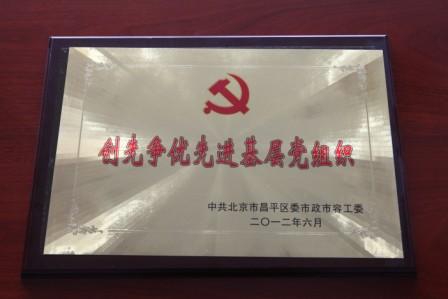 创先争优先进基层党组织
中共北京市昌平区委市政市容工委
二〇一二年六月